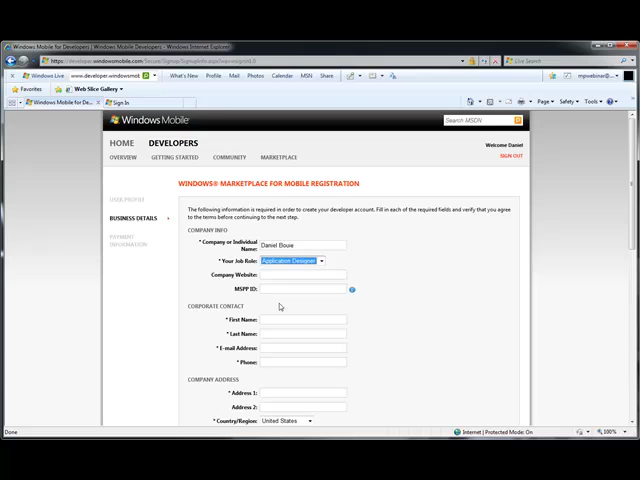 Windows Mobile for Developers | Windows Mobile Developers - Windows Internet Explorer
Live Search
Windows Live
www.developer.windowsmot
What's New Profile Mail Photos Calendar MSN Share
mpwebinar@
Favorites Web Slice Gallery
Windows Mobile for De... Sign In
Page Safety Tools
Windows Mobile
Search MSDN
HOME DEVELOPERS
Welcome Daniel
OVERVIEW GETTING STARTED COMMUNITY MARKETPLACE
SIGN OUT
WINDOWS® MARKETPLACE FOR MOBILE REGISTRATION
USER PROFILE
BUSINESS DETAILS
PAYMENT
INFORMATION
The following information is required in order to create your developer account. Fill in each of the required fields and verify that you agree
to the terms before continuing to the next step.
COMPANY INFO
* Company or Individual
Name: Daniel Bouie
* Your Job Role: Application Designer
Company Website:
MSPP ID:
CORPORATE CONTACT
* First Name:
* Last Name:
* E-mail Address:
* Phone:
COMPANY ADDRESS
* Address 1:
Address 2:
* Country/Region: United States
Done
Internet | Protected Mode: On
100%